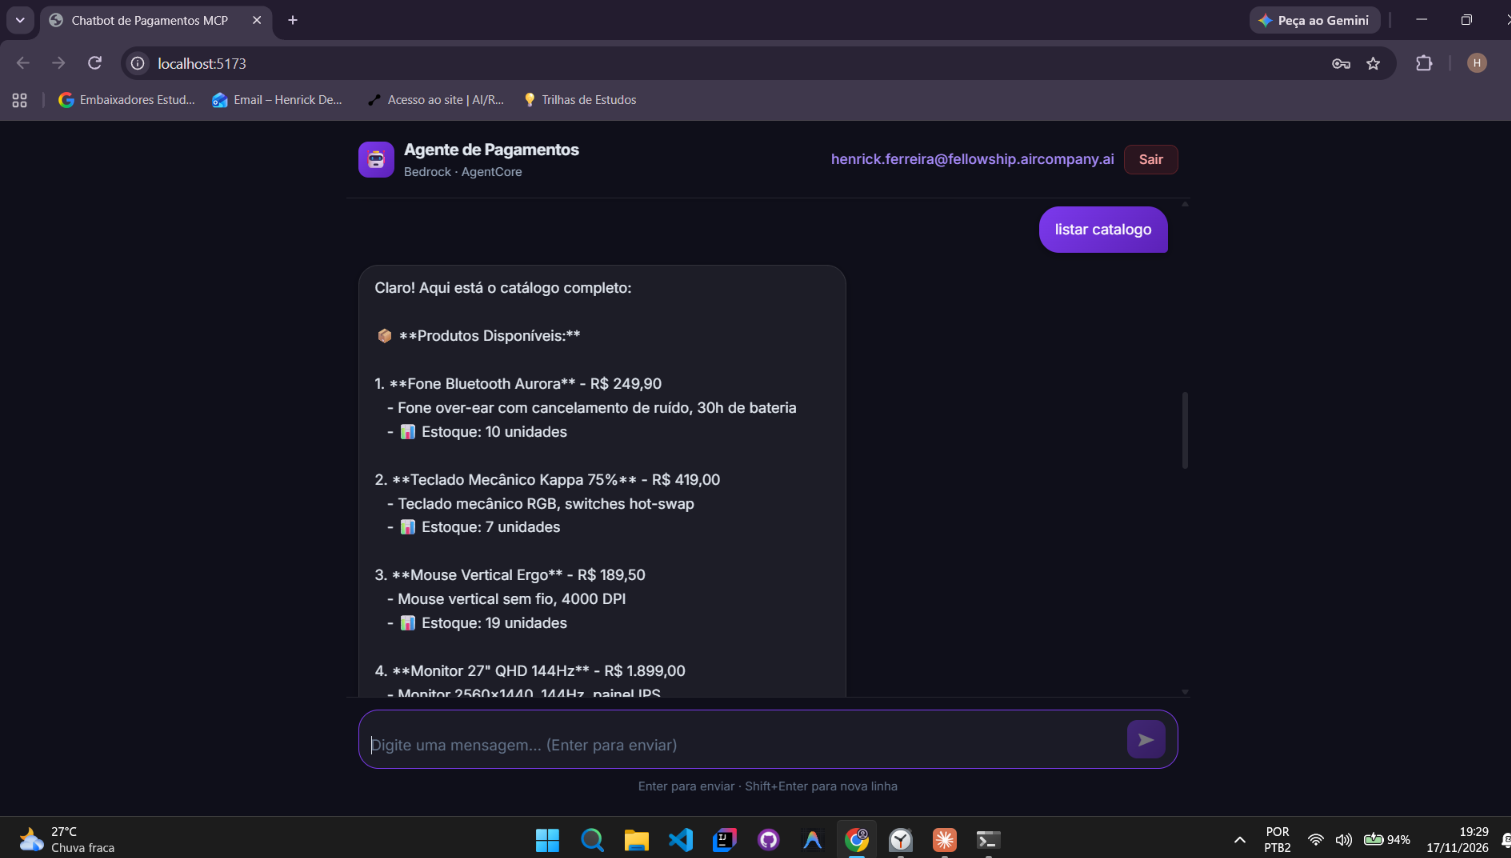 Chatbot de Pagamentos MCP
Peça ao Gemini
localhost:5173
H
Embaixadores Estud...
Email – Henrick De...
Acesso ao site | AI/R...
Trilhas de Estudos
Agente de Pagamentos
Bedrock · AgentCore
henrick.ferreira@fellowship.aircompany.ai
Sair
listar catalogo
Claro! Aqui está o catálogo completo:
📦 **Produtos Disponíveis:**
1. **Fone Bluetooth Aurora** - R$ 249,90
- Fone over-ear com cancelamento de ruído, 30h de bateria
- 📊 Estoque: 10 unidades
2. **Teclado Mecânico Kappa 75%** - R$ 419,00
- Teclado mecânico RGB, switches hot-swap
- 📊 Estoque: 7 unidades
3. **Mouse Vertical Ergo** - R$ 189,50
- Mouse vertical sem fio, 4000 DPI
- 📊 Estoque: 19 unidades
4. **Monitor 27" QHD 144Hz** - R$ 1.899,00
- Monitor 2560x1440, 144Hz, painel IPS
Digite uma mensagem... (Enter para enviar)
Enter para enviar · Shift+Enter para nova linha
27°C
Chuva fraca
POR
PTB2
94%
19:29
17/11/2026